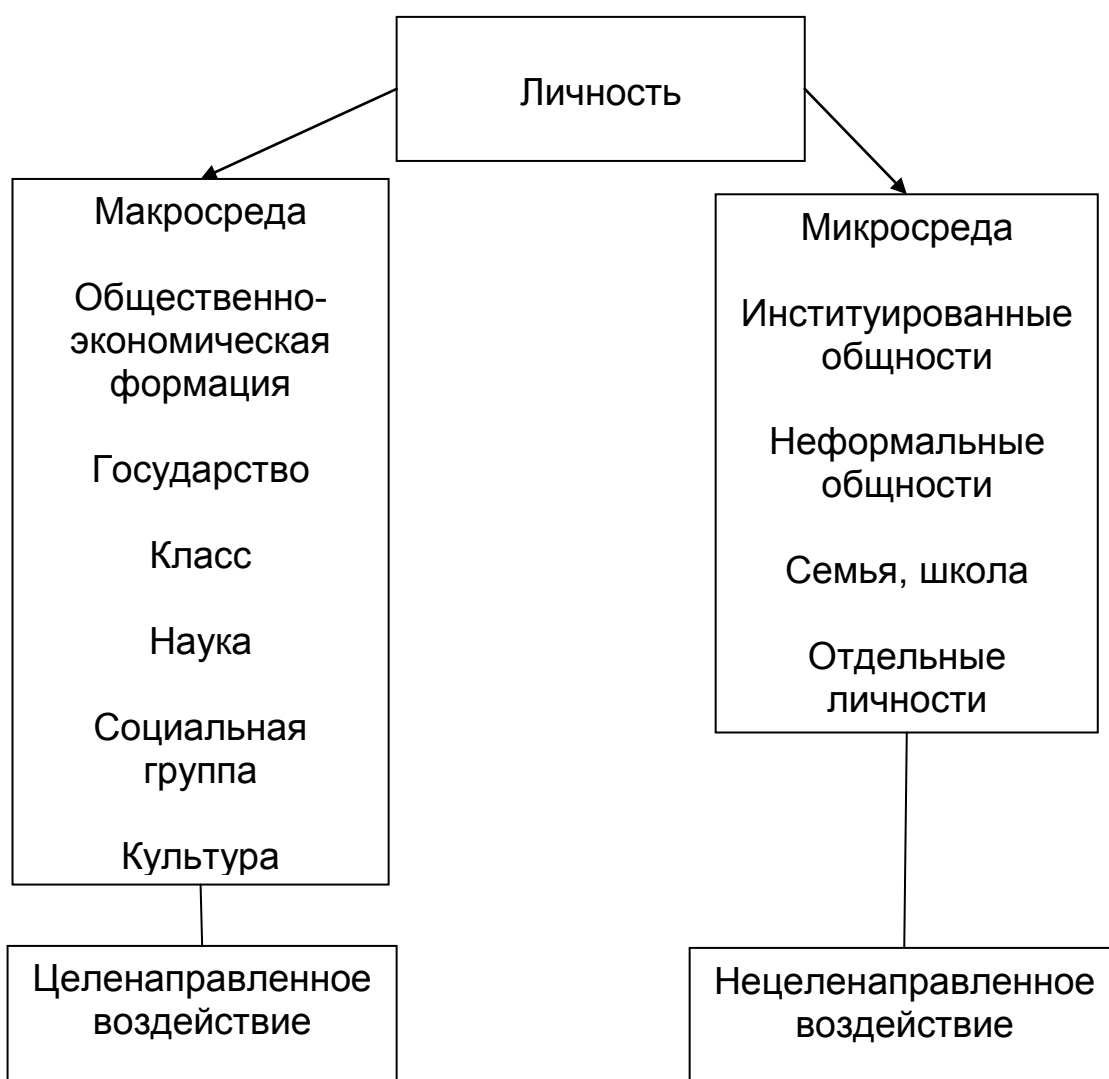 Личность
Макросреда
Общественно-
экономическая
формация
Государство
Класс
Наука
Социальная
группа
Культура
Целенаправленное
воздействие
Микросреда
Институированные
общности
Неформальные
общности
Семья, школа
Отдельные
личности
Нецеленаправленное
воздействие